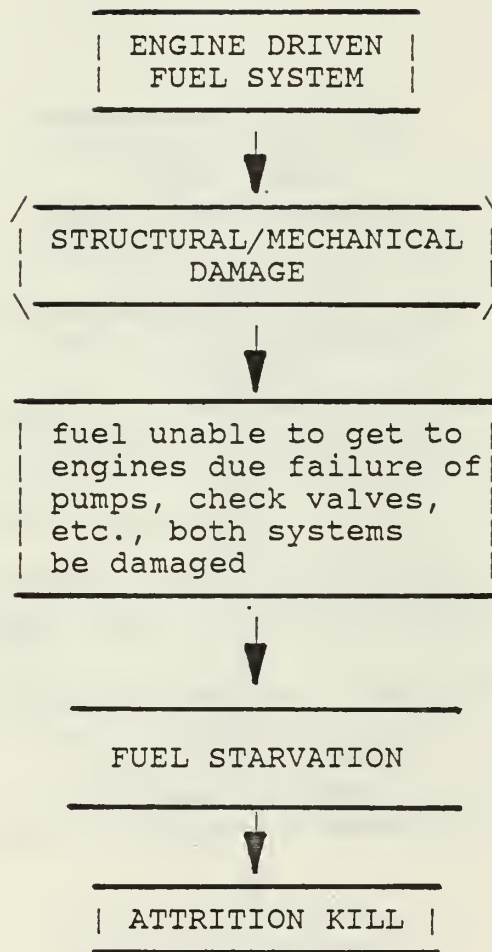 ENGINE DRIVEN
FUEL SYSTEM
STRUCTURAL/MECHANICAL
DAMAGE
fuel unable to get to
engines due failure of
pumps, check valves,
etc., both systems
be damaged
FUEL STARVATION
ATTRITION KILL